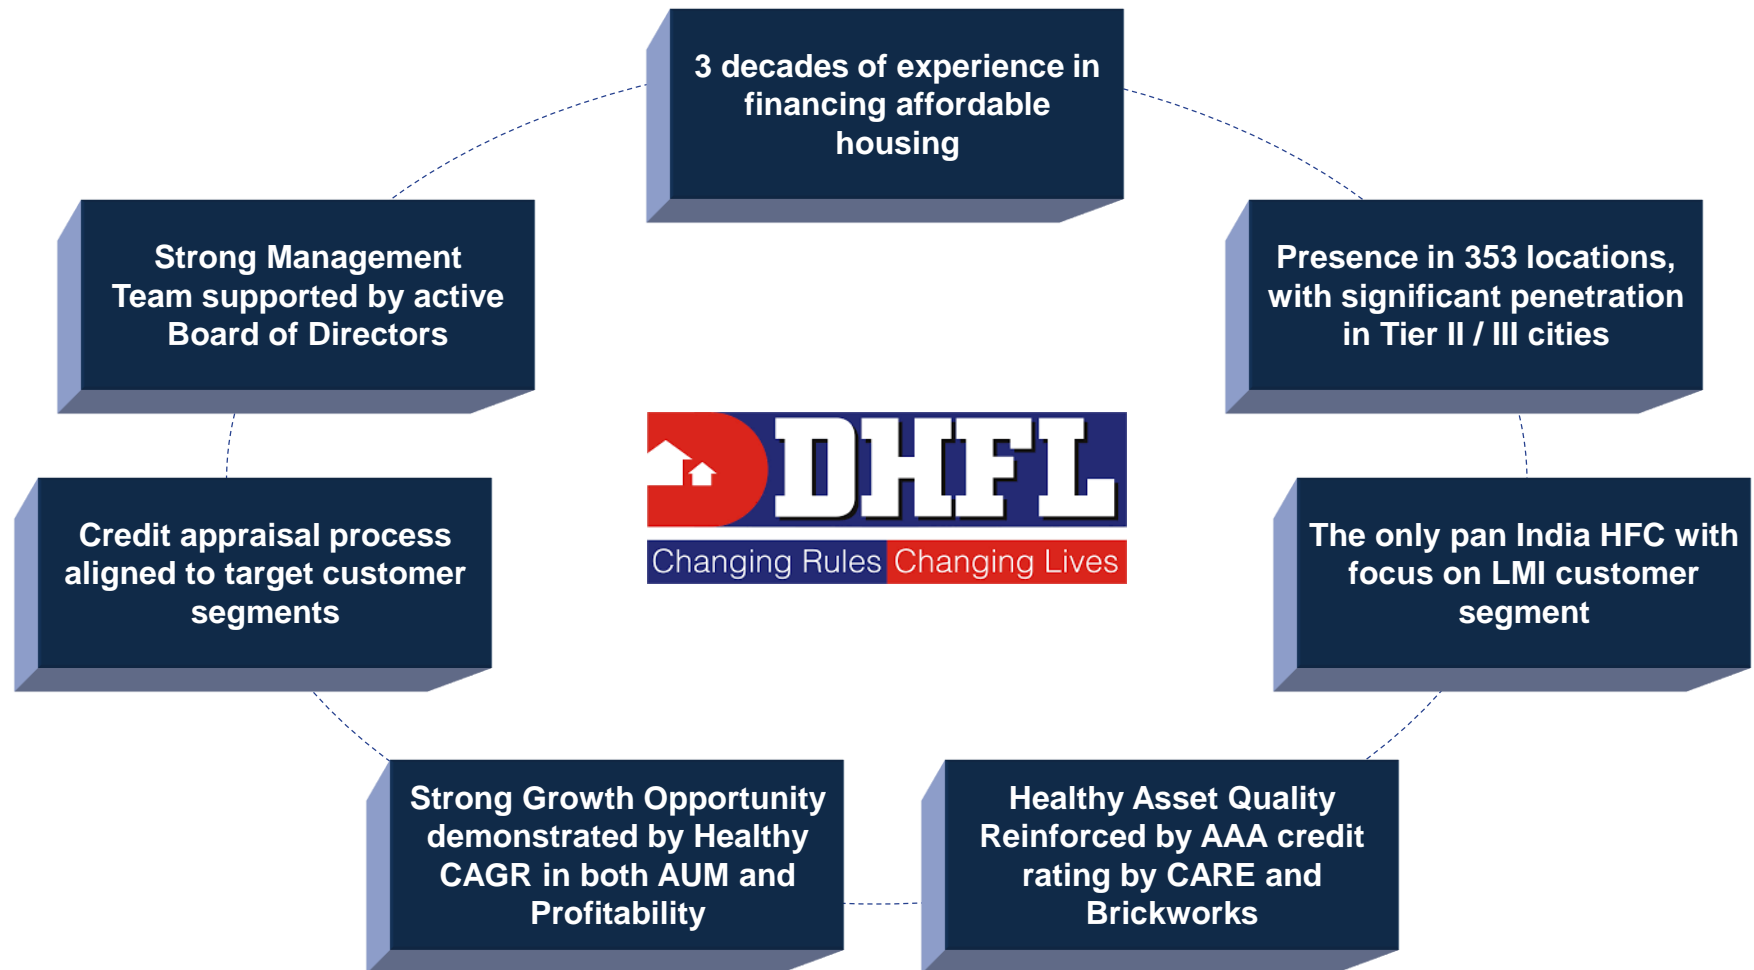 3 decades of experience in
financing affordable
housing
Strong Management
Team supported by active
Board of Directors
Presence in 353 locations,
with significant penetration
in Tier II / III cities
DHFL
Changing Rules Changing Lives
Credit appraisal process
aligned to target customer
segments
The only pan India HFC with
focus on LMI customer
segment
Strong Growth Opportunity
demonstrated by Healthy
CAGR in both AUM and
Profitability
Healthy Asset Quality
Reinforced by AAA credit
rating by CARE and
Brickworks